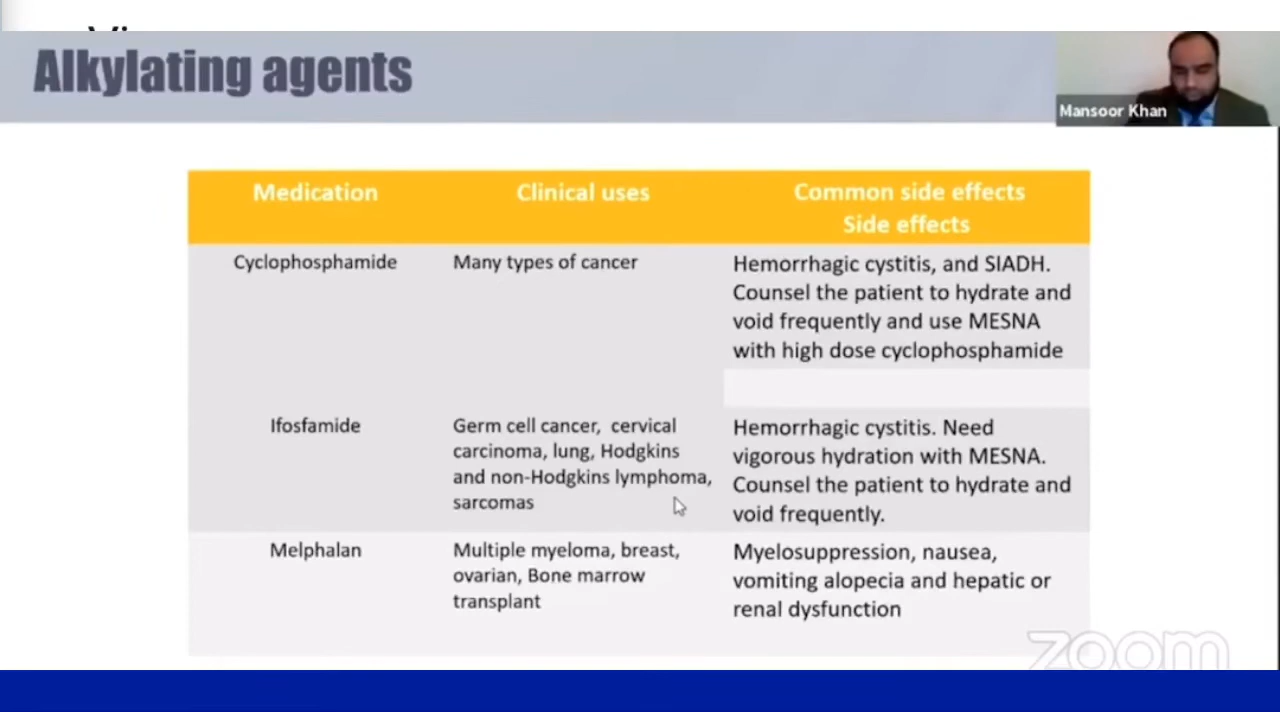 Alkylating agents
Mansoor Khan
Medication
Clinical uses
Common side effects
Side effects
Cyclophosphamide
Many types of cancer
Hemorrhagic cystitis, and SIADH.
Counsel the patient to hydrate and
void frequently and use MESNA
with high dose cyclophosphamide
Ifosfamide
Germ cell cancer, cervical
carcinoma, lung, Hodgkins
and non-Hodgkins lymphoma,
sarcomas
Hemorrhagic cystitis. Need
vigorous hydration with MESNA.
Counsel the patient to hydrate and
void frequently.
Melphalan
Multiple myeloma, breast,
ovarian, Bone marrow
transplant
Myelosuppression, nausea,
vomiting alopecia and hepatic or
renal dysfunction
zoom